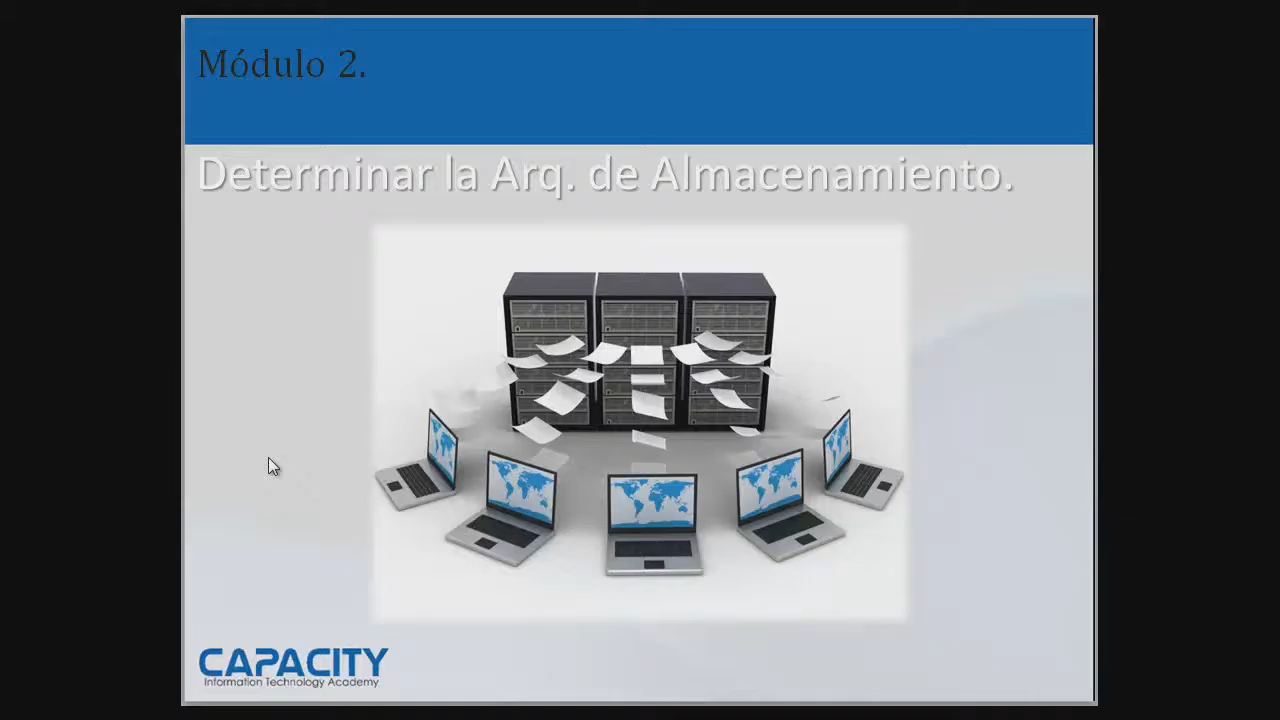 Módulo 2.
Determinar la Arq. de Almacenamiento.
CAPACITY
Information Technology Academy